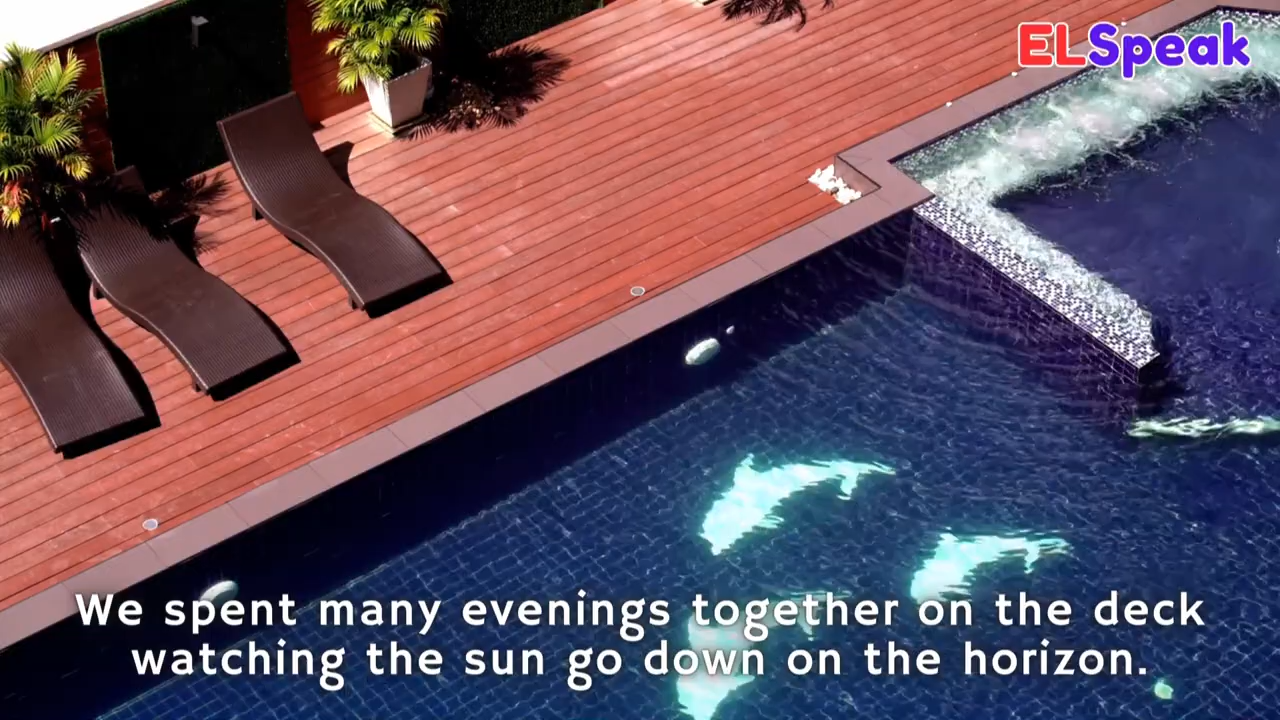 ELSpeak
We spent many evenings together on the deck
watching the sun go down on the horizon.